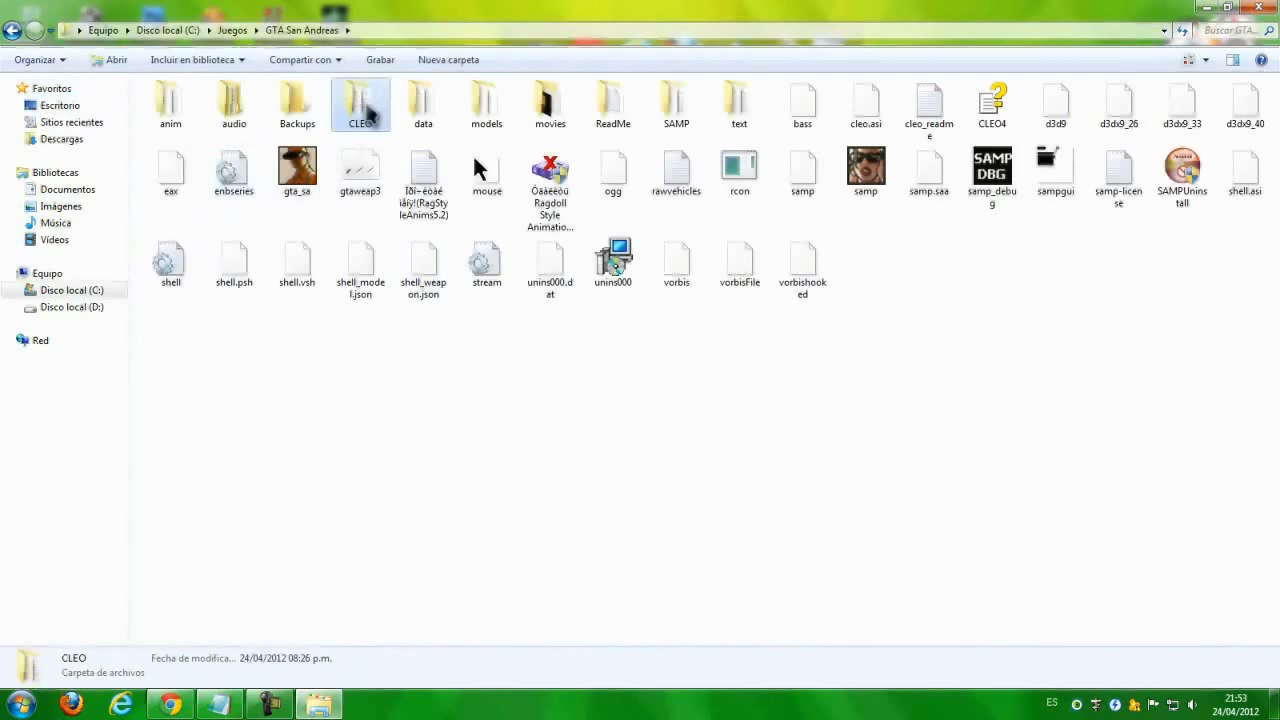 Equipo ▸ Disco local (C:) ▸ Juegos ▸ GTA San Andreas ▸
Buscar GTA...
Organizar Abrir Incluir en biblioteca Compartir con Grabar Nueva carpeta
Favoritos
Escritorio
Sitios recientes
Descargas
Bibliotecas
Documentos
Imágenes
Música
Vídeos
Equipo
Disco local (C:)
Disco local (D:)
Red
anim audio Backups CLEO data models movies ReadMe SAMP text bass cleo.asi cleo_readme CLEO4 d3d9 d3dx9_26 d3dx9_33 d3dx9_40
eax enbseries gta_sa gtaweap3 (RagStyleAnims5.2) mouse Ragdoll Style Animatio... ogg rawvehicles rcon samp samp samp.saa samp_debug sampgui samp-license SAMPUninstall shell.asi
SAMP
DBG
shell shell.psh shell.vsh shell_model.json shell_weapon.json stream unins000.dat unins000 vorbis vorbisFile vorbishooked
CLEO Fecha de modifica... 24/04/2012 08:26 p.m.
Carpeta de archivos
ES
21:53
24/04/2012